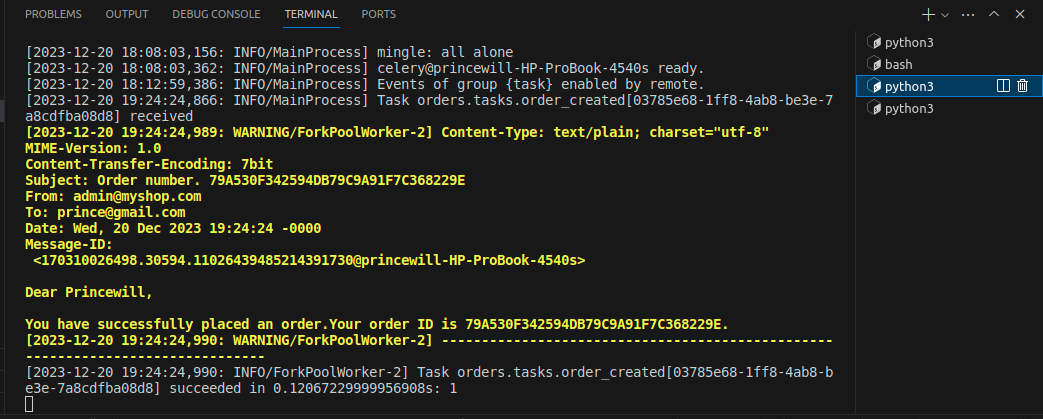 PROBLEMS OUTPUT DEBUG CONSOLE TERMINAL PORTS
[2023-12-20 18:08:03,156: INFO/MainProcess] mingle: all alone
[2023-12-20 18:08:03,362: INFO/MainProcess] celery@princewill-HP-ProBook-4540s ready.
[2023-12-20 18:12:59,386: INFO/MainProcess] Events of group {task} enabled by remote.
[2023-12-20 19:24:24,866: INFO/MainProcess] Task orders.tasks.order_created[03785e68-1ff8-4ab8-be3e-7
a8cdfba08d8] received
[2023-12-20 19:24:24,989: WARNING/ForkPoolWorker-2] Content-Type: text/plain; charset="utf-8"
MIME-Version: 1.0
Content-Transfer-Encoding: 7bit
Subject: Order number. 79A530F342594DB79C9A91F7C368229E
From: admin@myshop.com
To: prince@gmail.com
Date: Wed, 20 Dec 2023 19:24:24 -0000
Message-ID:
<170310026498.30594.11026439485214391730@princewill-HP-ProBook-4540s>
Dear Princewill,
You have successfully placed an order.Your order ID is 79A530F342594DB79C9A91F7C368229E.
[2023-12-20 19:24:24,990: WARNING/ForkPoolWorker-2] -------------------------------------------------
------------------------------
[2023-12-20 19:24:24,990: INFO/ForkPoolWorker-2] Task orders.tasks.order_created[03785e68-1ff8-4ab8-b
e3e-7a8cdfba08d8] succeeded in 0.12067229999956908s: 1
python3
bash
python3
python3